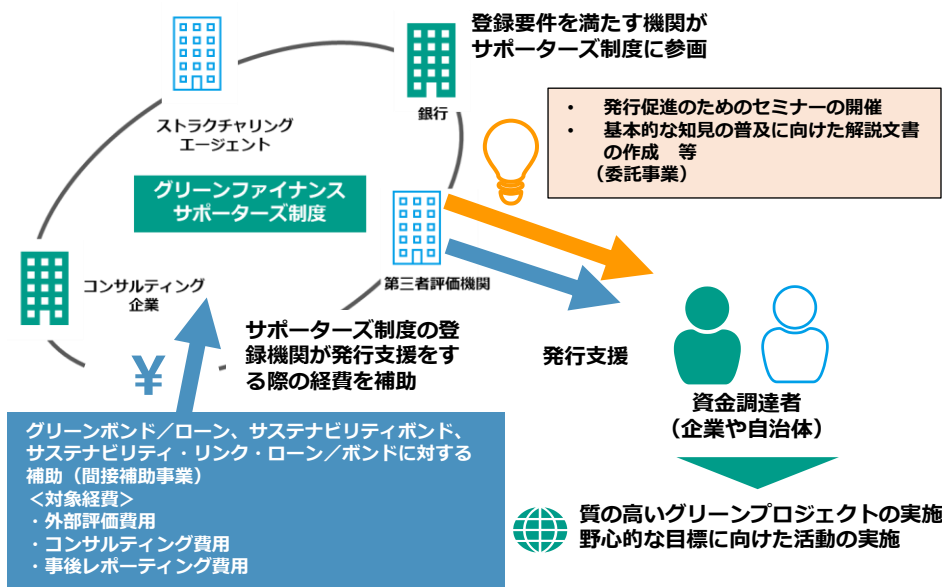 登録要件を満たす機関が
サポーターズ制度に参画
ストラクチャリング
エージェント
銀行
・ 発行促進のためのセミナーの開催
・ 基本的な知見の普及に向けた解説文書
の作成 等
（委託事業）
グリーンファイナンス
サポーターズ制度
コンサルティング
企業
第三者評価機関
サポーターズ制度の登
録機関が発行支援をす
る際の経費を補助
¥
発行支援
資金調達者
（企業や自治体）
グリーンボンド／ローン、サステナビリティボンド、
サステナビリティ・リンク・ローン／ボンドに対する
補助（間接補助事業）
＜対象経費＞
・外部評価費用
・コンサルティング費用
・事後レポーティング費用
質の高いグリーンプロジェクトの実施
野心的な目標に向けた活動の実施